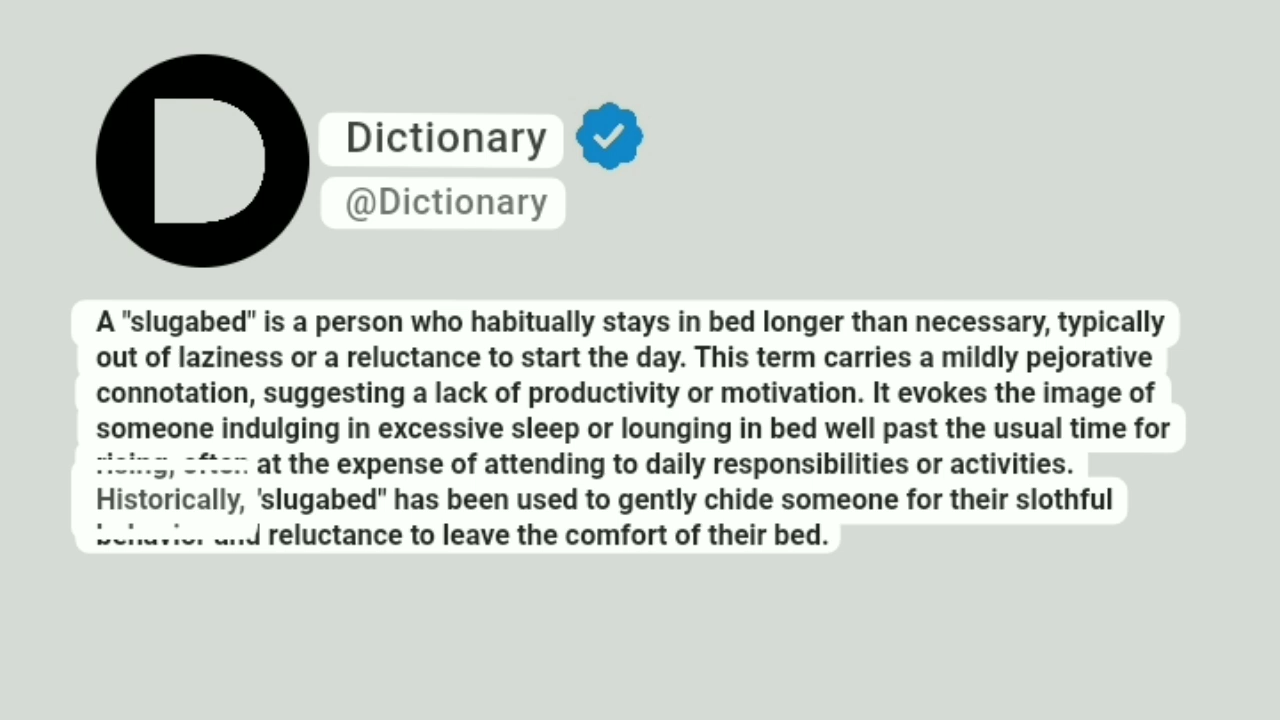 D
Dictionary
@Dictionary
A "slugabed" is a person who habitually stays in bed longer than necessary, typically
out of laziness or a reluctance to start the day. This term carries a mildly pejorative
connotation, suggesting a lack of productivity or motivation. It evokes the image of
someone indulging in excessive sleep or lounging in bed well past the usual time for
at the expense of attending to daily responsibilities or activities.
Historically, 'slugabed" has been used to gently chide someone for their slothful
and reluctance to leave the comfort of their bed.